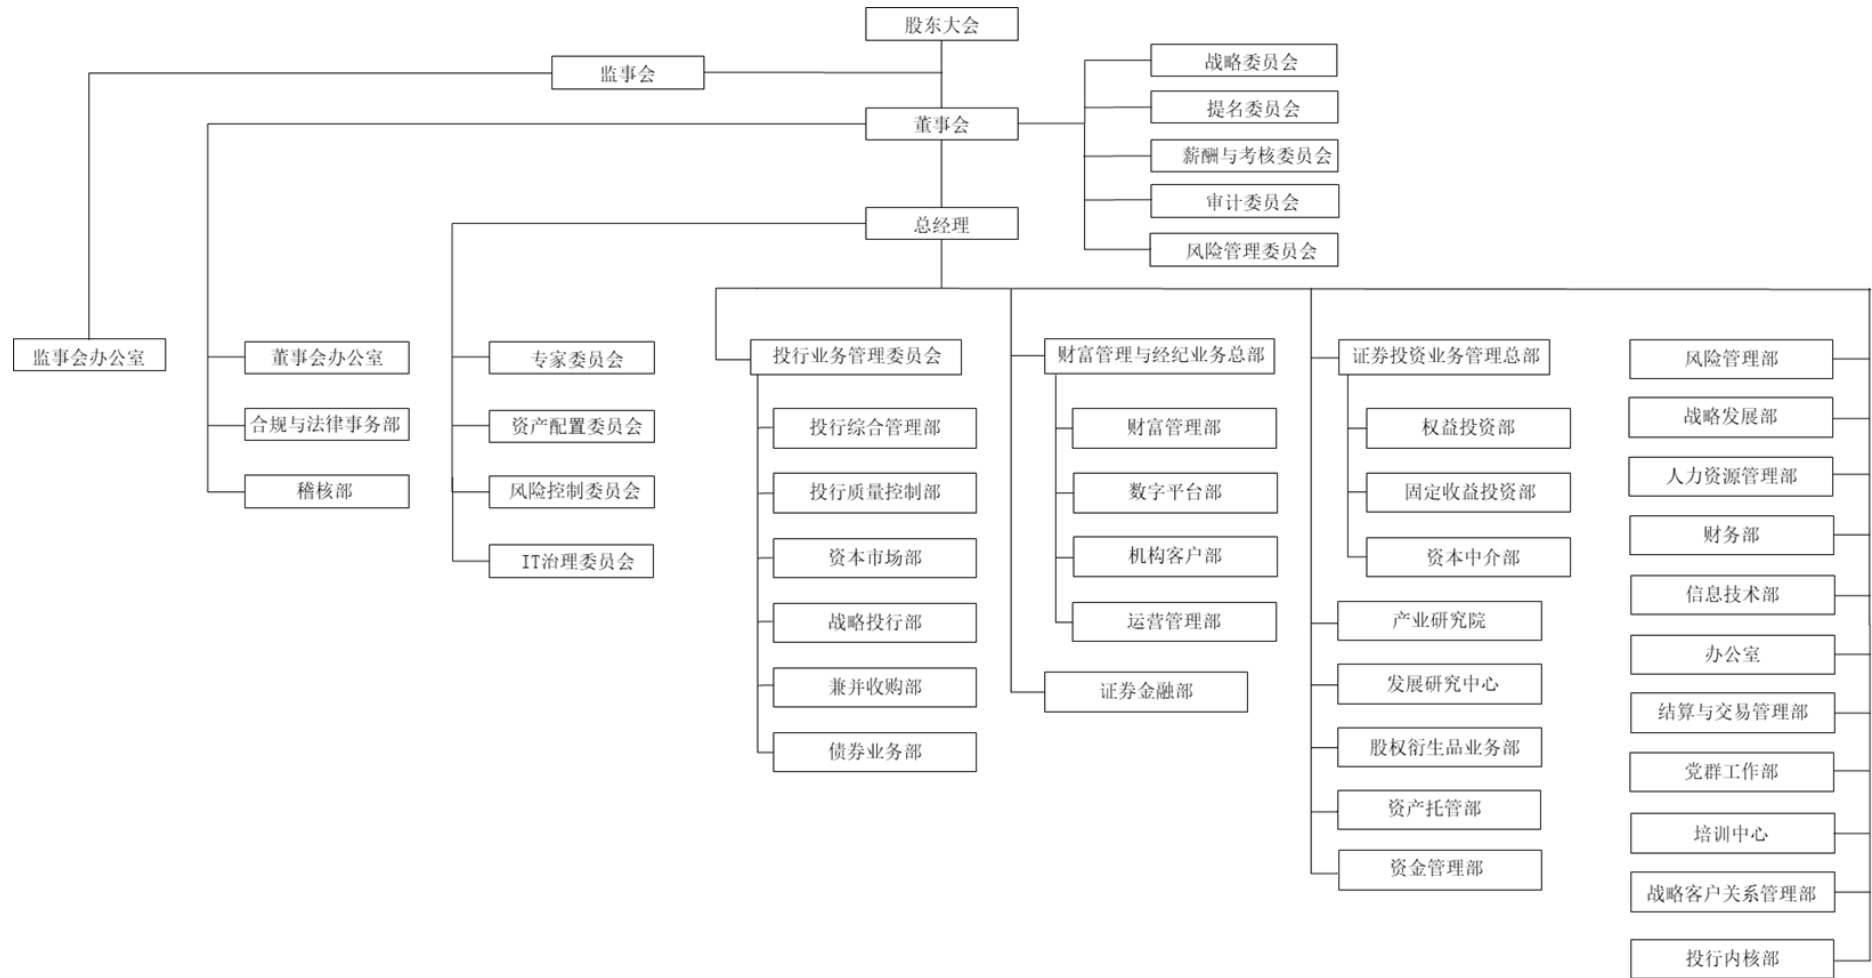 股东大会
监事会
战略委员会
提名委员会
董事会
薪酬与考核委员会
审计委员会
总经理
风险管理委员会
监事会办公室
董事会办公室
合规与法律事务部
稽核部
专家委员会
资产配置委员会
风险控制委员会
IT治理委员会
投行业务管理委员会
投行综合管理部
投行质量控制部
资本市场部
战略投行部
兼并收购部
债券业务部
财富管理与经纪业务总部
财富管理部
数字平台部
机构客户部
运营管理部
证券金融部
证券投资业务管理总部
权益投资部
固定收益投资部
资本中介部
产业研究院
发展研究中心
股权衍生品业务部
资产托管部
资金管理部
风险管理部
战略发展部
人力资源管理部
财务部
信息技术部
办公室
结算与交易管理部
党群工作部
培训中心
战略客户关系管理部
投行内核部